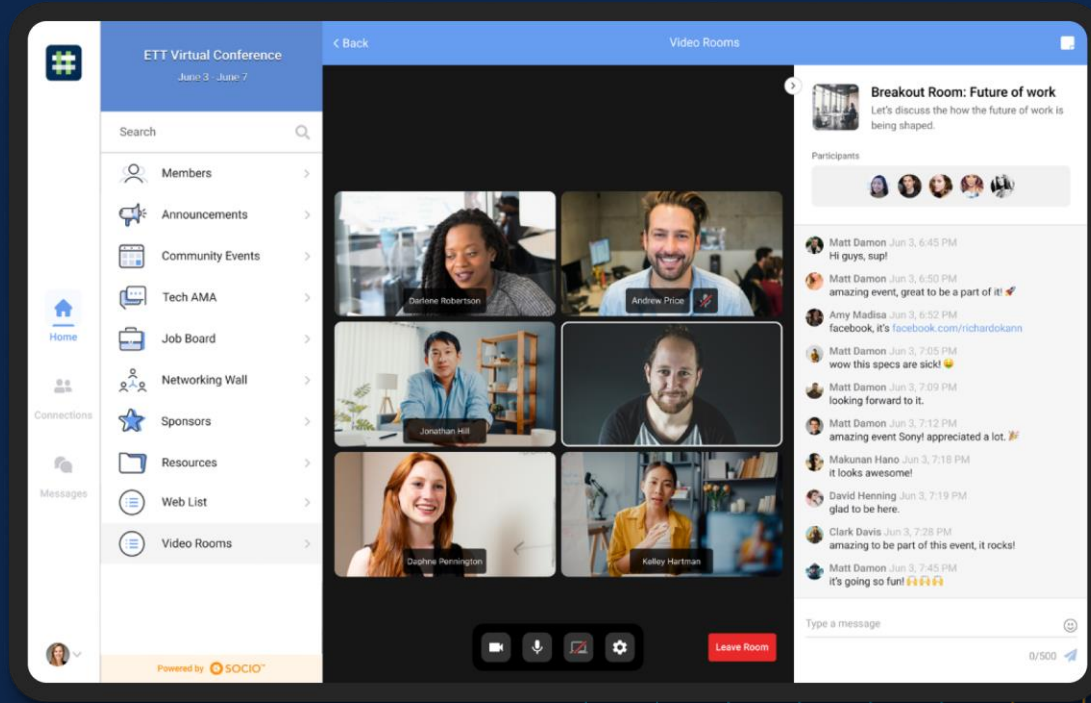 ETT Virtual Conference
June 3 - June 7
Search
Members
Announcements
Community Events
Tech AMA
Job Board
Networking Wall
Sponsors
Resources
Web List
Video Rooms
Home
Connections
Messages
Powered by SOCIO™
< Back
Video Rooms
Darlene Robertson
Andrew Price
Jonathan Hill
Daphne Pennington
Kelley Hartman
Leave Room
Breakout Room: Future of work
Let's discuss the how the future of work is
being shaped.
Participants
Matt Damon Jun 3, 6:45 PM
Hi guys, sup!
Matt Damon Jun 3, 6:50 PM
amazing event, great to be a part of it! 🚀
Amy Madisa Jun 3, 6:52 PM
facebook, it's facebook.com/richardokann
Matt Damon Jun 3, 7:05 PM
wow this specs are sick! 😄
Matt Damon Jun 3, 7:09 PM
looking forward to it.
Matt Damon Jun 3, 7:12 PM
amazing event Sony! appreciated a lot. 🎉
Makunan Hano Jun 3, 7:18 PM
it looks awesome!
David Henning Jun 3, 7:19 PM
glad to be here.
Clark Davis Jun 3, 7:28 PM
amazing to be part of this event, it rocks!
Matt Damon Jun 3, 7:45 PM
it's going so fun! 🎧🎧🎧
Type a message
0/500